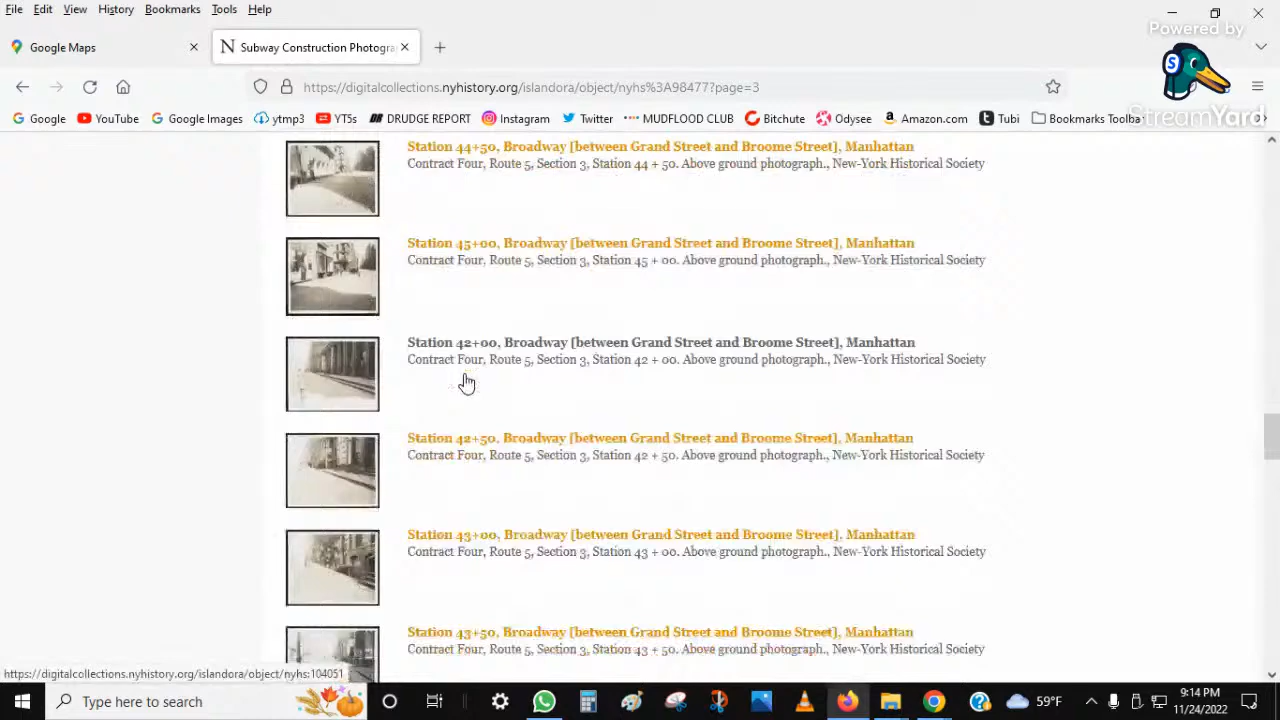 File Edit View History Bookmarks Tools Help
Powered by
Google Maps
N Subway Construction Photogra
StreamYard
https://digitalcollections.nyhistory.org/islandora/object/nyhs%3A98477?page=3
Google YouTube Google Images ytmp3 YT5s DRUDGE REPORT Instagram Twitter MUDFLOOD CLUB Bitchute Odysee Amazon.com Tubi Bookmarks Toolba
Station 44+50, Broadway [between Grand Street and Broome Street], Manhattan
Contract Four, Route 5, Section 3, Station 44 + 50. Above ground photograph., New-York Historical Society
Station 45+00, Broadway [between Grand Street and Broome Street], Manhattan
Contract Four, Route 5, Section 3, Station 45 + 00. Above ground photograph., New-York Historical Society
Station 42+00, Broadway [between Grand Street and Broome Street], Manhattan
Contract Four, Route 5, Section 3, Station 42 + 00. Above ground photograph., New-York Historical Society
Station 42+50, Broadway [between Grand Street and Broome Street], Manhattan
Contract Four, Route 5, Section 3, Station 42 + 50. Above ground photograph., New-York Historical Society
Station 43+00, Broadway [between Grand Street and Broome Street], Manhattan
Contract Four, Route 5, Section 3, Station 43 + 00. Above ground photograph., New-York Historical Society
Station 43+50, Broadway [between Grand Street and Broome Street], Manhattan
Contract Four, Route 5, Section 3, Station 43 + 50. Above ground photograph., New-York Historical Society
https://digitalcollections.nyhistory.org/islandora/object/nyhs:104051
Type here to search
59°F
9:14 PM
11/24/2022